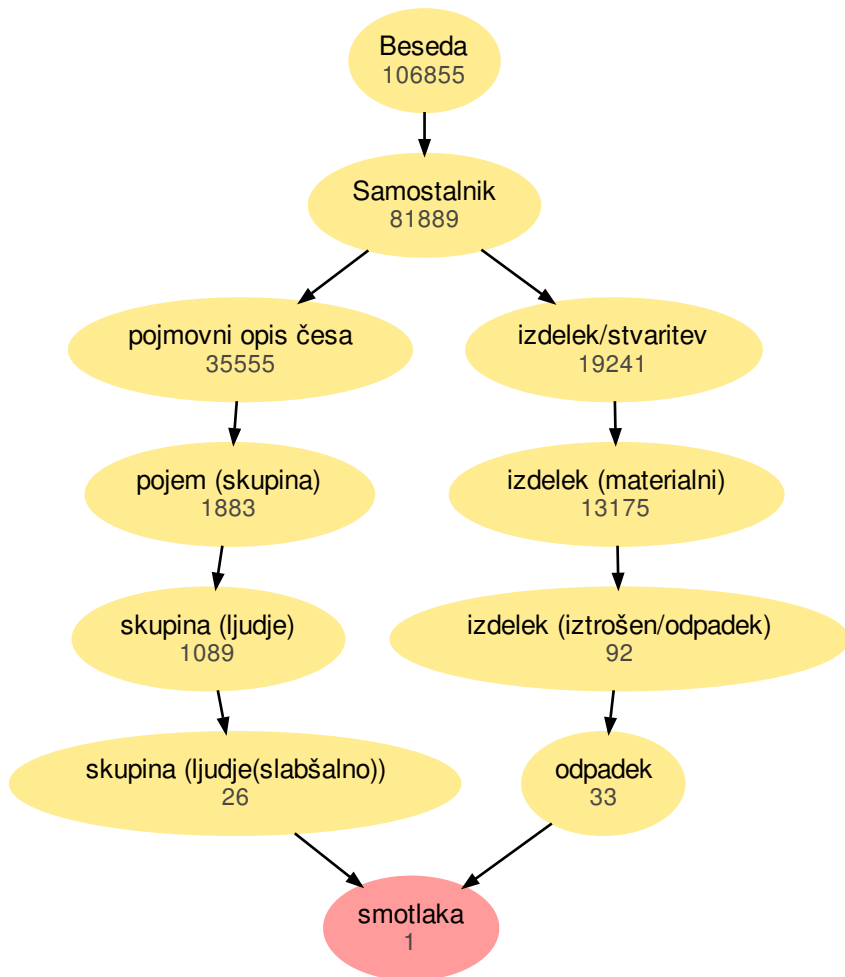 Beseda
106855
Samostalnik
81889
pojmovni opis česa
35555
izdelek/stvaritev
19241
pojem (skupina)
1883
izdelek (materialni)
13175
skupina (ljudje)
1089
izdelek (iztrošen/odpadek)
92
skupina (ljudje(slabšalno))
26
odpadek
33
smotlaka
1